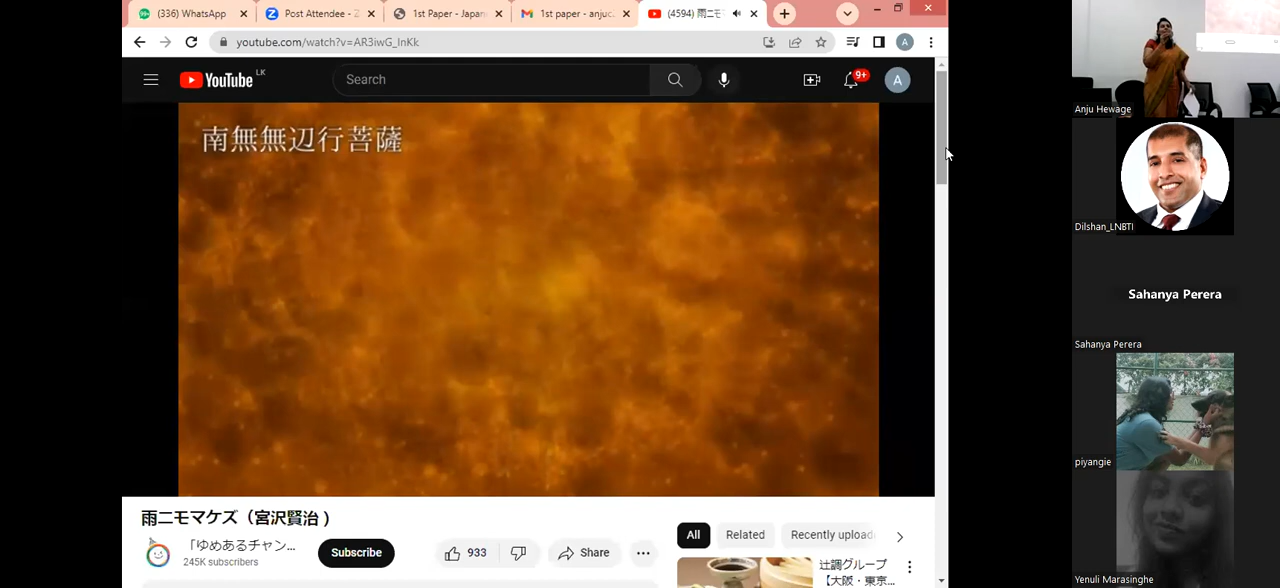 (336) WhatsApp
Post Attendee - Z
1st Paper - Japan
1st paper - anjuc
(4594) 雨ニモ
youtube.com/watch?v=AR3iwG_InKk
A
YouTube LK
Search
9+
A
南無無辺行菩薩
雨ニモマケズ（宮沢賢治 ）
「ゆめあるチャン...
245K subscribers
Subscribe
933
Share
All
Related
Recently upload
辻調グループ
【大阪・東京...
Anju Hewage
Dilshan_LNBTI
Sahanya Perera
Sahanya Perera
piyangie
Yenuli Marasinghe